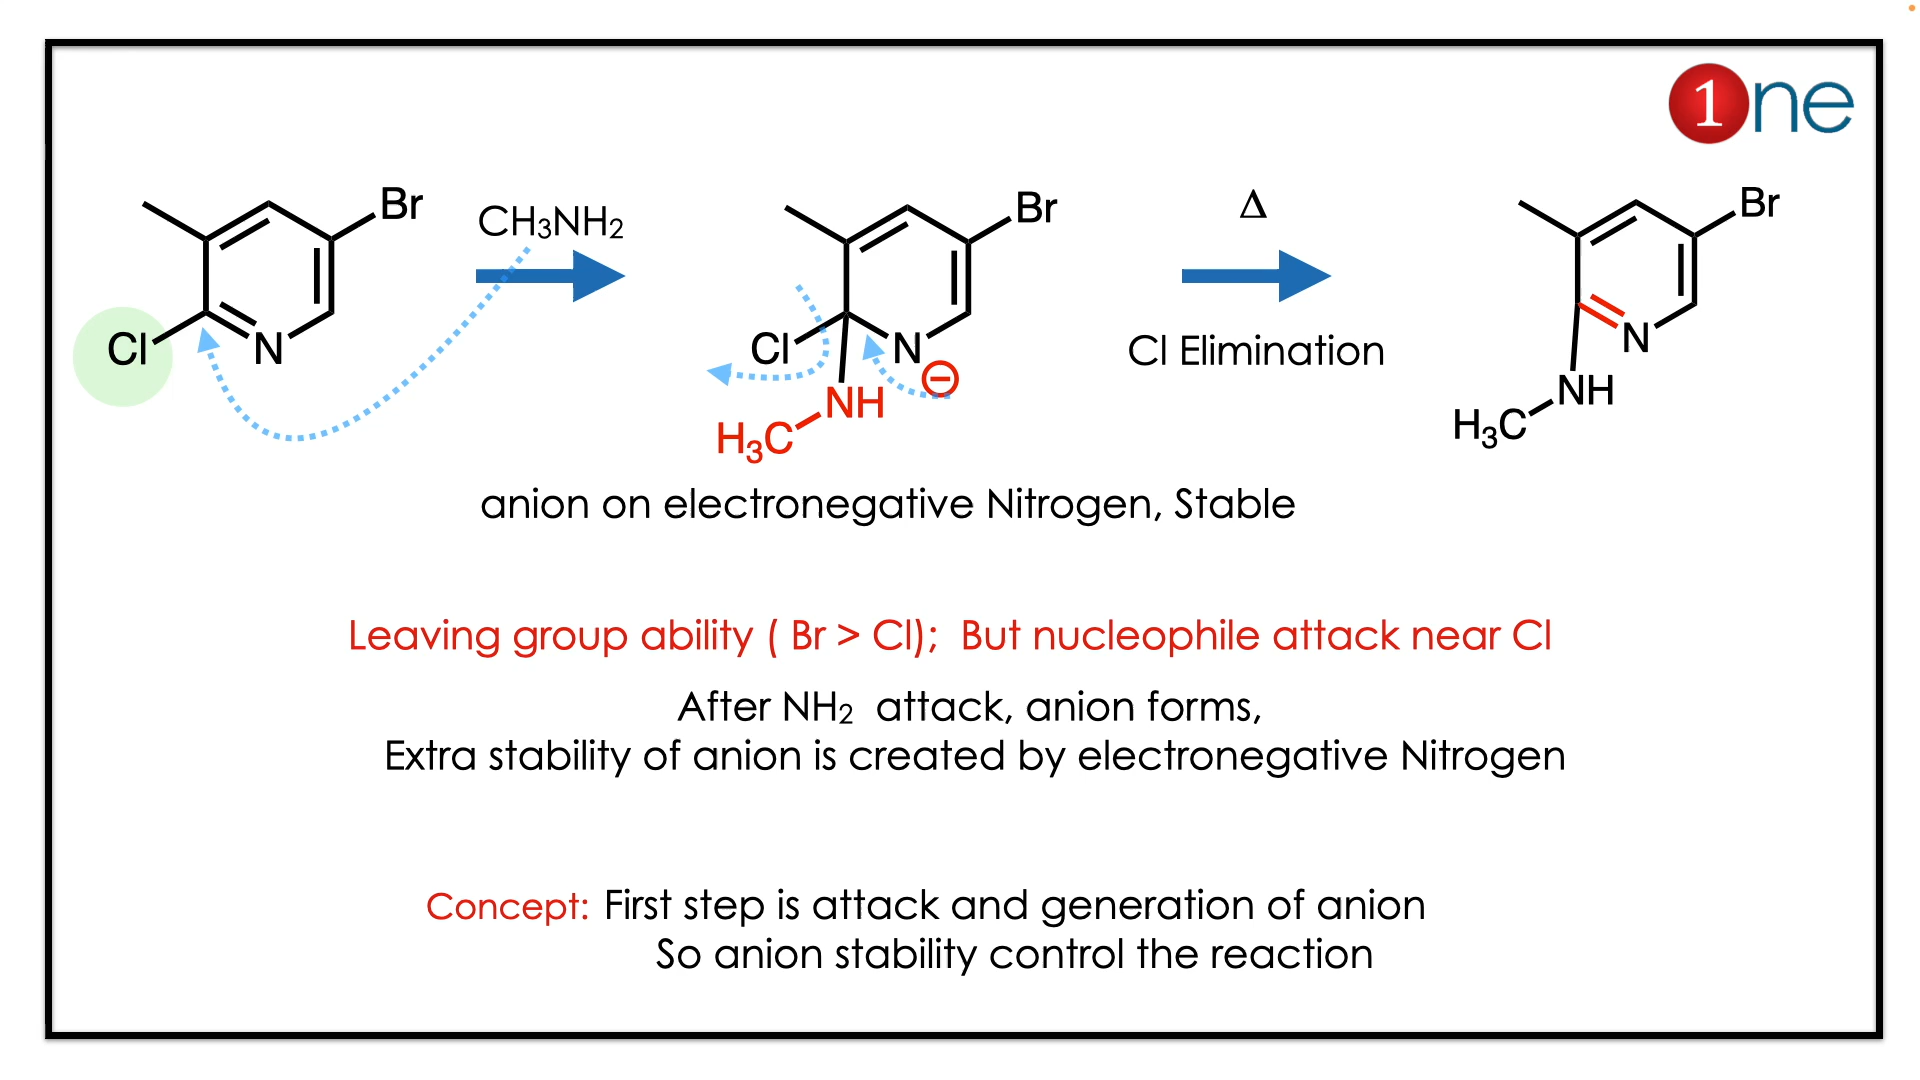 1ne
Br
Cl
N
CH₃NH₂
Br
Cl
N
NH
H₃C
⊖
Δ
Cl Elimination
Br
N
NH
H₃C
anion on electronegative Nitrogen, Stable
Leaving group ability ( Br > Cl);  But nucleophile attack near Cl
After NH₂  attack, anion forms,
Extra stability of anion is created by electronegative Nitrogen
Concept: First step is attack and generation of anion
So anion stability control the reaction